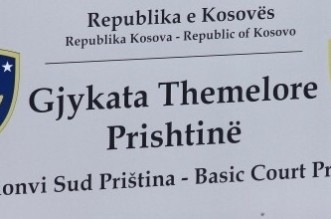 Republika e Kosovës
Republika Kosova - Republic of Kosovo
Gjykata Themelore
Prishtinë
Sud Priština - Basic Court